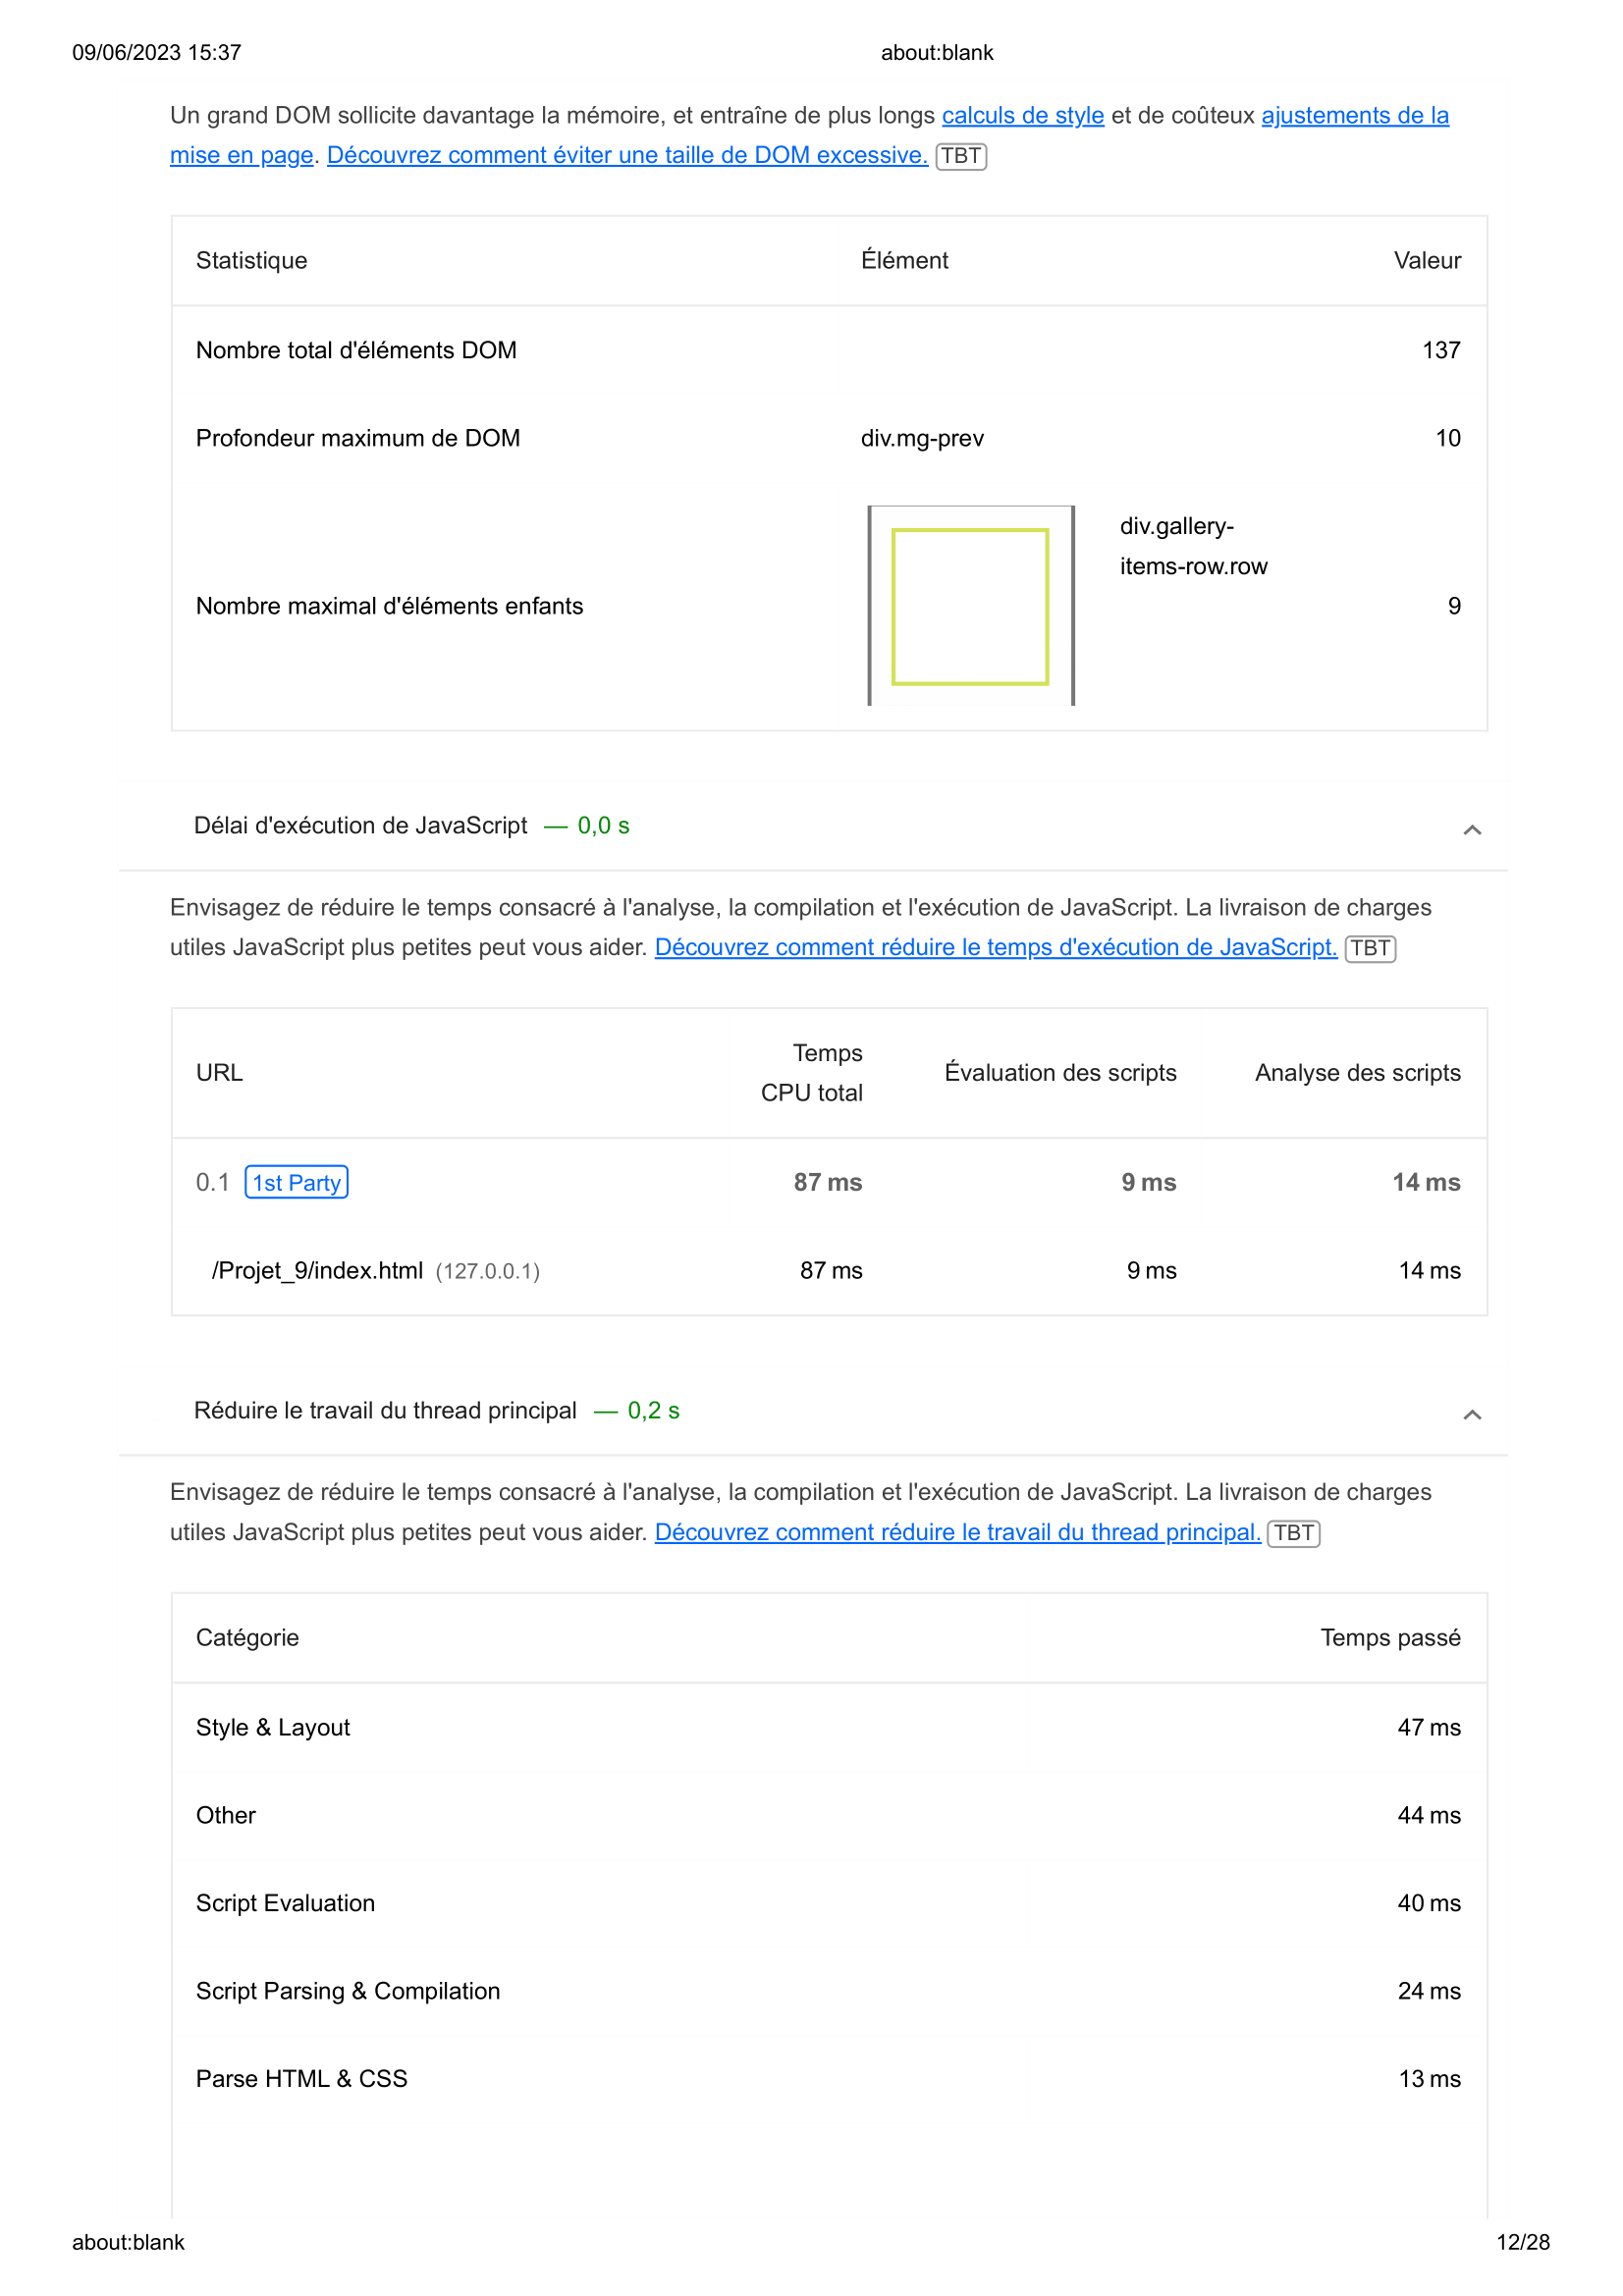 09/06/2023 15:37 about:blank
Un grand DOM sollicite davantage la mémoire, et entraîne de plus longs calculs de style et de coûteux ajustements de la
mise en page. Découvrez comment éviter une taille de DOM excessive. TBT
Statistique Élément Valeur
Nombre total d'éléments DOM 137
Profondeur maximum de DOM div.mg-prev 10
div.gallery-
items-row.row
Nombre maximal d'éléments enfants 9
Délai d'exécution de JavaScript — 0,0 s
Envisagez de réduire le temps consacré à l'analyse, la compilation et l'exécution de JavaScript. La livraison de charges
utiles JavaScript plus petites peut vous aider. Découvrez comment réduire le temps d'exécution de JavaScript. TBT
Temps
URL Évaluation des scripts Analyse des scripts
CPU total
0.1 1st Party 87 ms 9 ms 14 ms
/Projet_9/index.html (127.0.0.1) 87 ms 9 ms 14 ms
Réduire le travail du thread principal — 0,2 s
Envisagez de réduire le temps consacré à l'analyse, la compilation et l'exécution de JavaScript. La livraison de charges
utiles JavaScript plus petites peut vous aider. Découvrez comment réduire le travail du thread principal. TBT
Catégorie Temps passé
Style & Layout 47 ms
Other 44 ms
Script Evaluation 40 ms
Script Parsing & Compilation 24 ms
Parse HTML & CSS 13 ms
about:blank 12/28